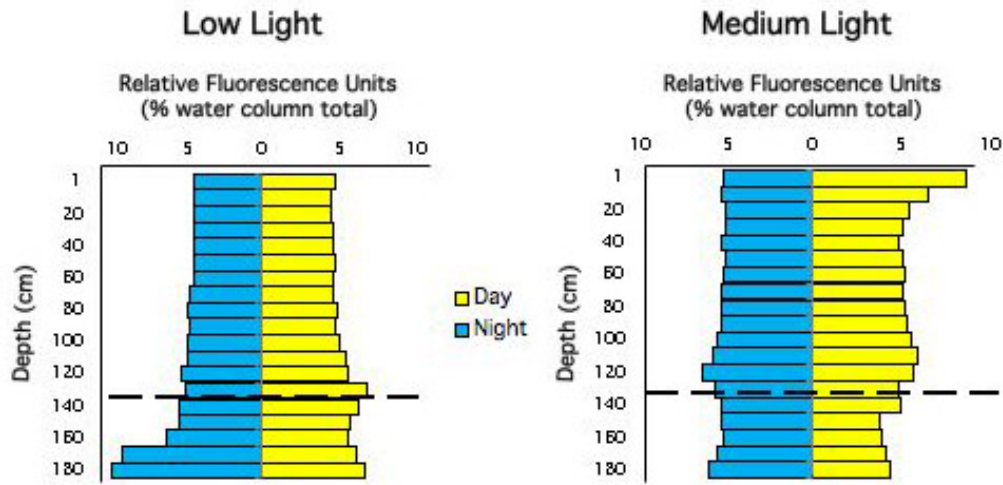 Low Light
Relative Fluorescence Units
(% water column total)
10 5 0 5 10
1
20
40
60
80
100
120
140
160
180
Depth (cm)
Day
Night
Medium Light
Relative Fluorescence Units
(% water column total)
10 5 0 5 10
1
20
40
60
80
100
120
140
160
180
Depth (cm)